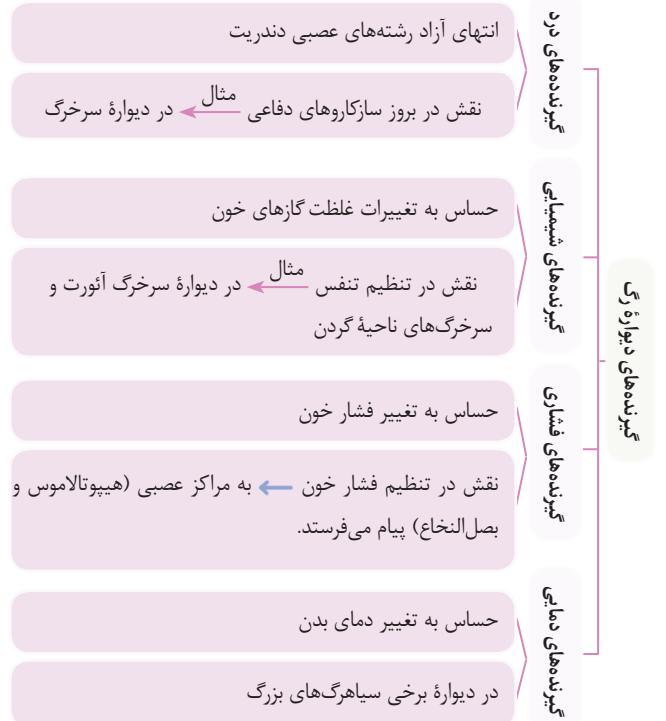 گیرنده‌های دیوارهٔ رگ
گیرنده‌های درد
انتهای آزاد رشته‌های عصبی دندریت
نقش در بروز سازکاروهای دفاعی مثال در دیوارهٔ سرخرگ
گیرنده‌های شیمیایی
حساس به تغییرات غلظت گازهای خون
نقش در تنظیم تنفس مثال در دیوارهٔ سرخرگ آئورت و
سرخرگ‌های ناحیهٔ گردن
گیرنده‌های فشاری
حساس به تغییر فشار خون
نقش در تنظیم فشار خون ← به مراکز عصبی (هیپوتالاموس و
بصل‌النخاع) پیام می‌فرستد.
گیرنده‌های دمایی
حساس به تغییر دمای بدن
در دیوارهٔ برخی سیاهرگ‌های بزرگ